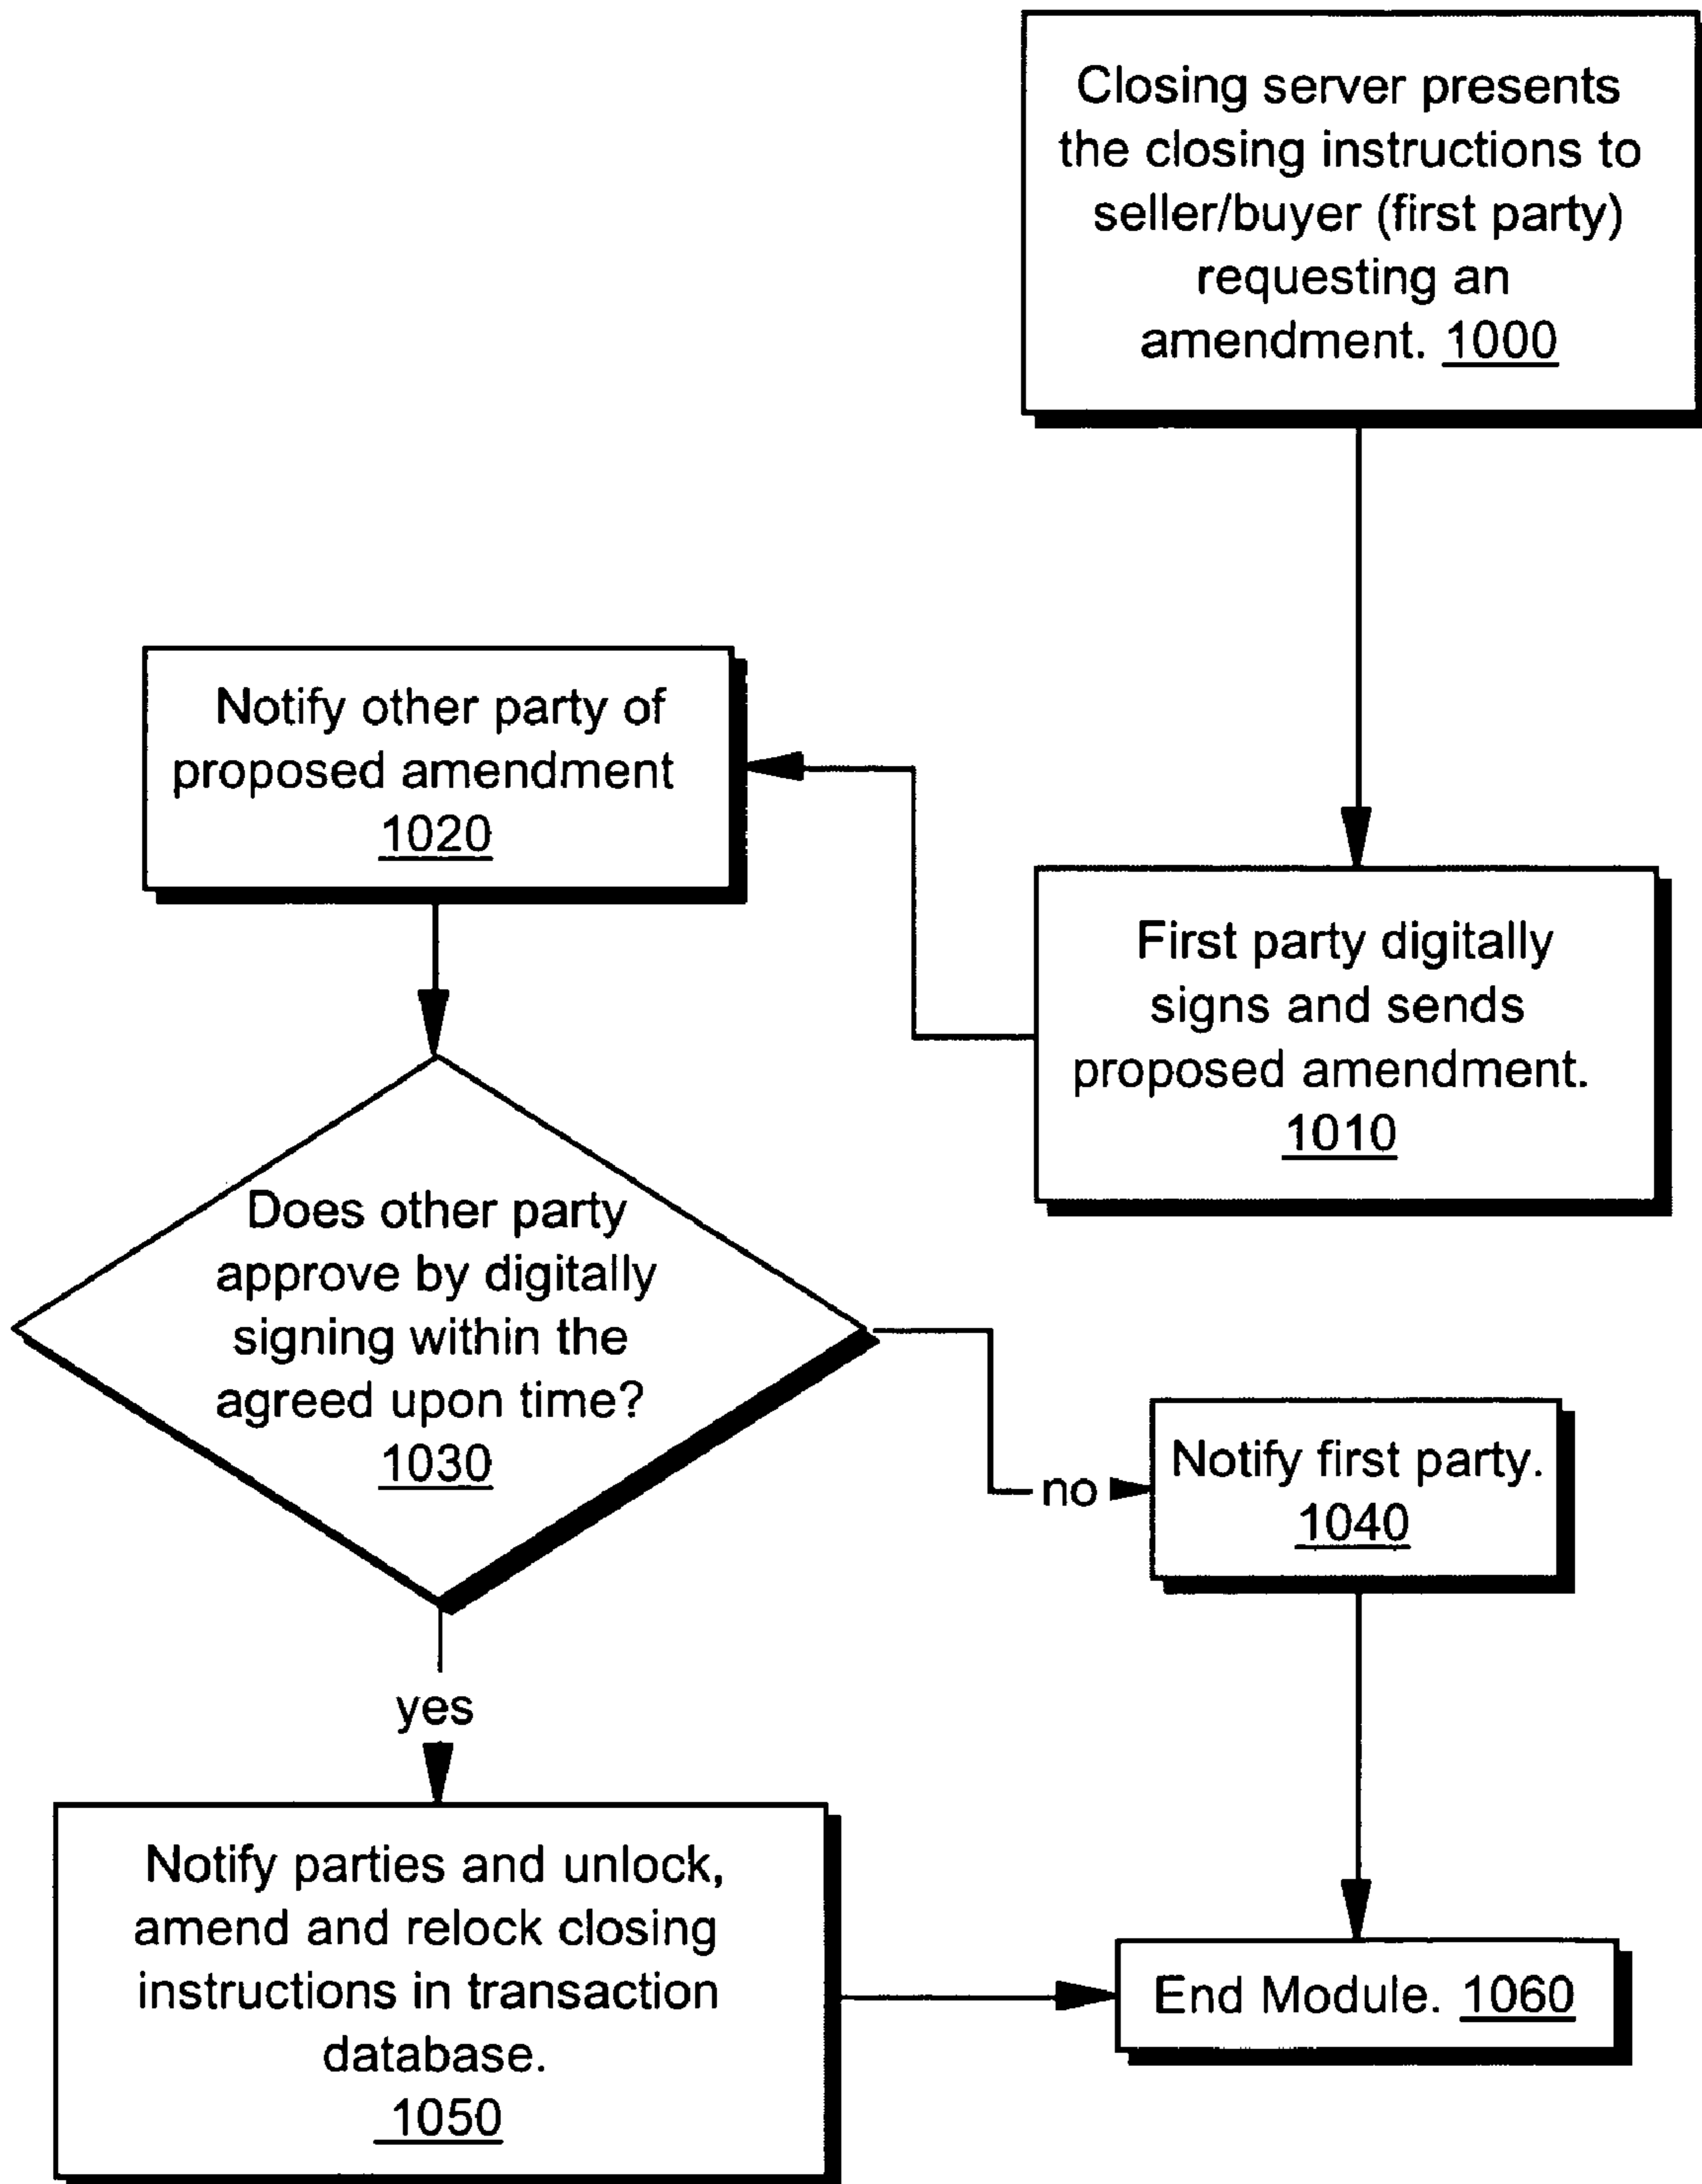 Closing server presents
the closing instructions to
seller/buyer (first party)
requesting an
amendment. 1000
First party digitally
signs and sends
proposed amendment.
1010
Notify other party of
proposed amendment
1020
Does other party
approve by digitally
signing within the
agreed upon time?
1030
no
Notify first party.
1040
yes
Notify parties and unlock,
amend and relock closing
instructions in transaction
database.
1050
End Module. 1060